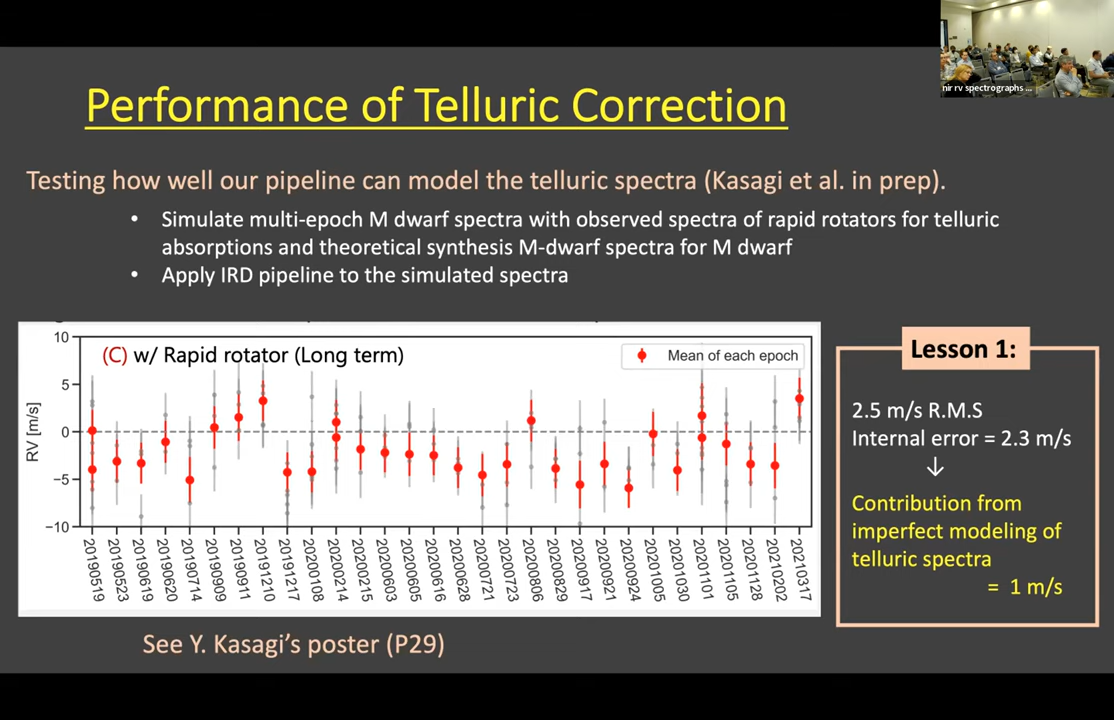 nir rv spectrographs ...
Performance of Telluric Correction
Testing how well our pipeline can model the telluric spectra (Kasagi et al. in prep).
• Simulate multi-epoch M dwarf spectra with observed spectra of rapid rotators for telluric
absorptions and theoretical synthesis M-dwarf spectra for M dwarf
• Apply IRD pipeline to the simulated spectra
(C) w/ Rapid rotator (Long term)
Mean of each epoch
RV [m/s]
10
5
0
−5
−10
20190519
20190523
20190619
20190620
20190714
20190909
20190911
20191210
20191217
20200108
20200214
20200215
20200603
20200605
20200616
20200628
20200721
20200723
20200806
20200829
20200917
20200921
20200924
20201005
20201030
20201101
20201105
20201128
20210202
20210317
Lesson 1:
2.5 m/s R.M.S
Internal error = 2.3 m/s
↓
Contribution from
imperfect modeling of
telluric spectra
= 1 m/s
See Y. Kasagi’s poster (P29)